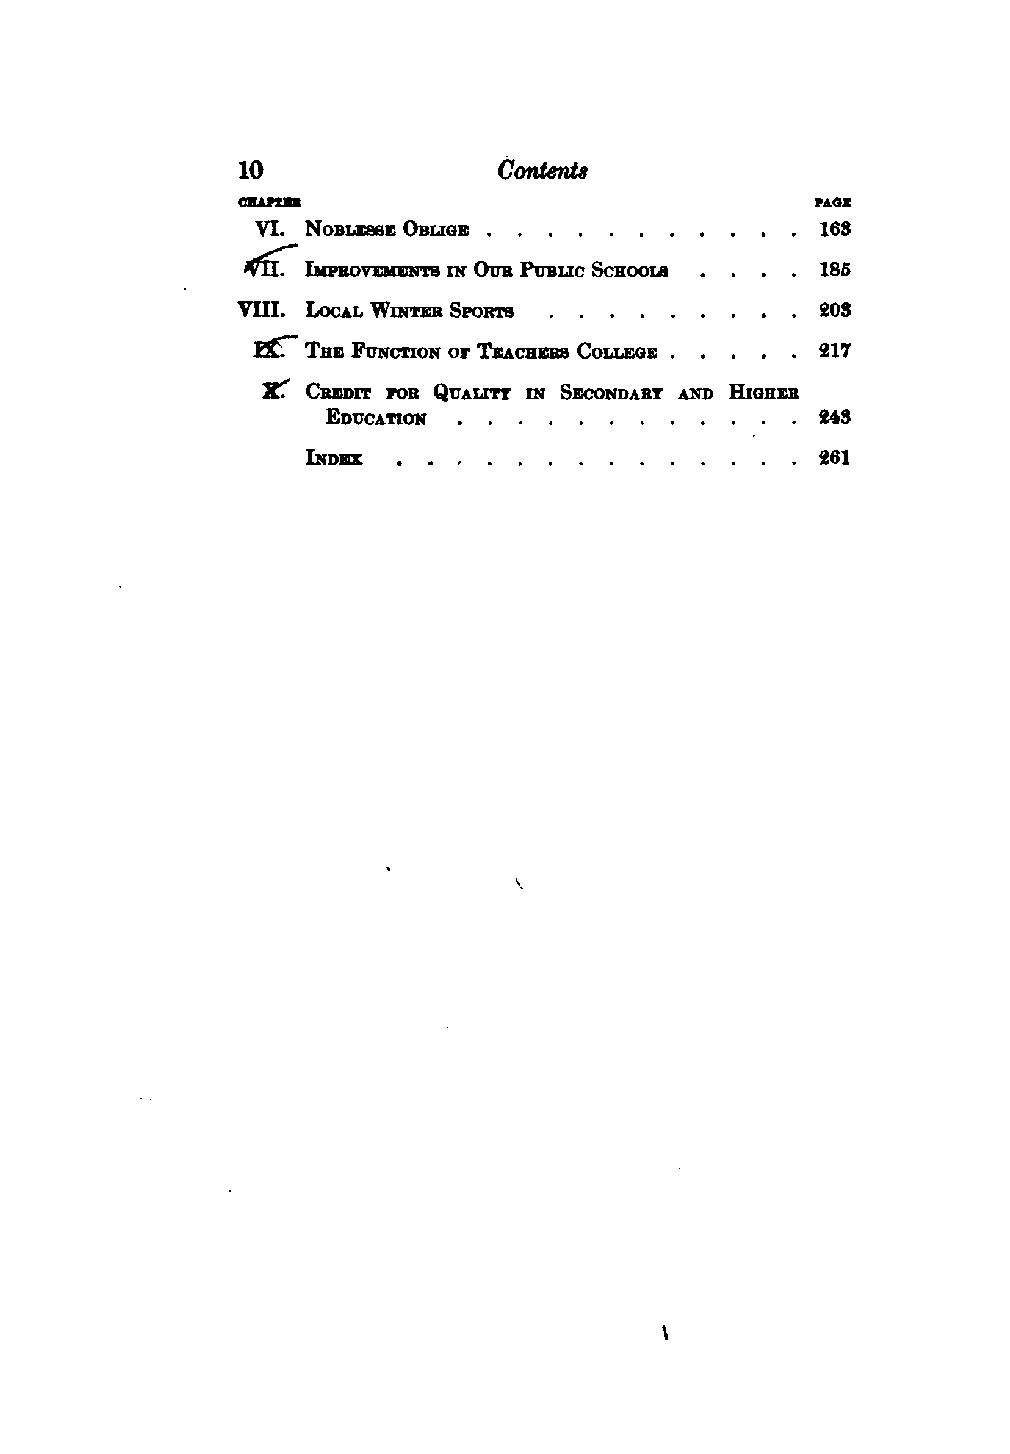 10 Contents
CHAPTER PAGE
VI. NOBLESSE OBLIGE . . . . . . . . . . . 163
VII. IMPROVEMENTS IN OUR PUBLIC SCHOOLS . . . . 185
VIII. LOCAL WINTER SPORTS . . . . . . . . . 203
IX. THE FUNCTION OF TEACHERS COLLEGE . . . . . 217
X. CREDIT FOR QUALITY IN SECONDARY AND HIGHER
EDUCATION . . . . . . . . . . . . 243
INDEX . . . . . . . . . . . . . . 261